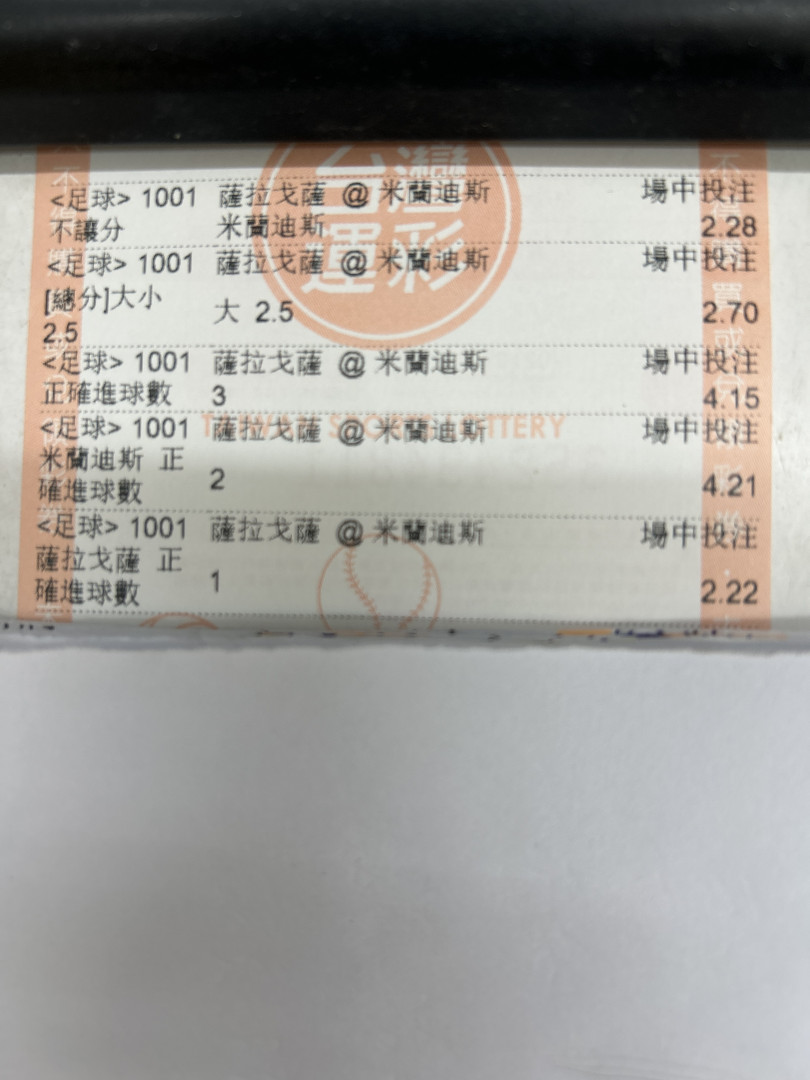 台灣
運彩
<足球> 1001 薩拉戈薩 @ 米蘭迪斯 場中投注
不讓分 米蘭迪斯 2.28
<足球> 1001 薩拉戈薩 @ 米蘭迪斯 場中投注
[總分]大小
2.5 大 2.5 2.70
<足球> 1001 薩拉戈薩 @ 米蘭迪斯 場中投注
正確進球數 3 4.15
<足球> 1001 薩拉戈薩 @ 米蘭迪斯 場中投注
米蘭迪斯 正
確進球數 2 4.21
<足球> 1001 薩拉戈薩 @ 米蘭迪斯 場中投注
薩拉戈薩 正
確進球數 1 2.22